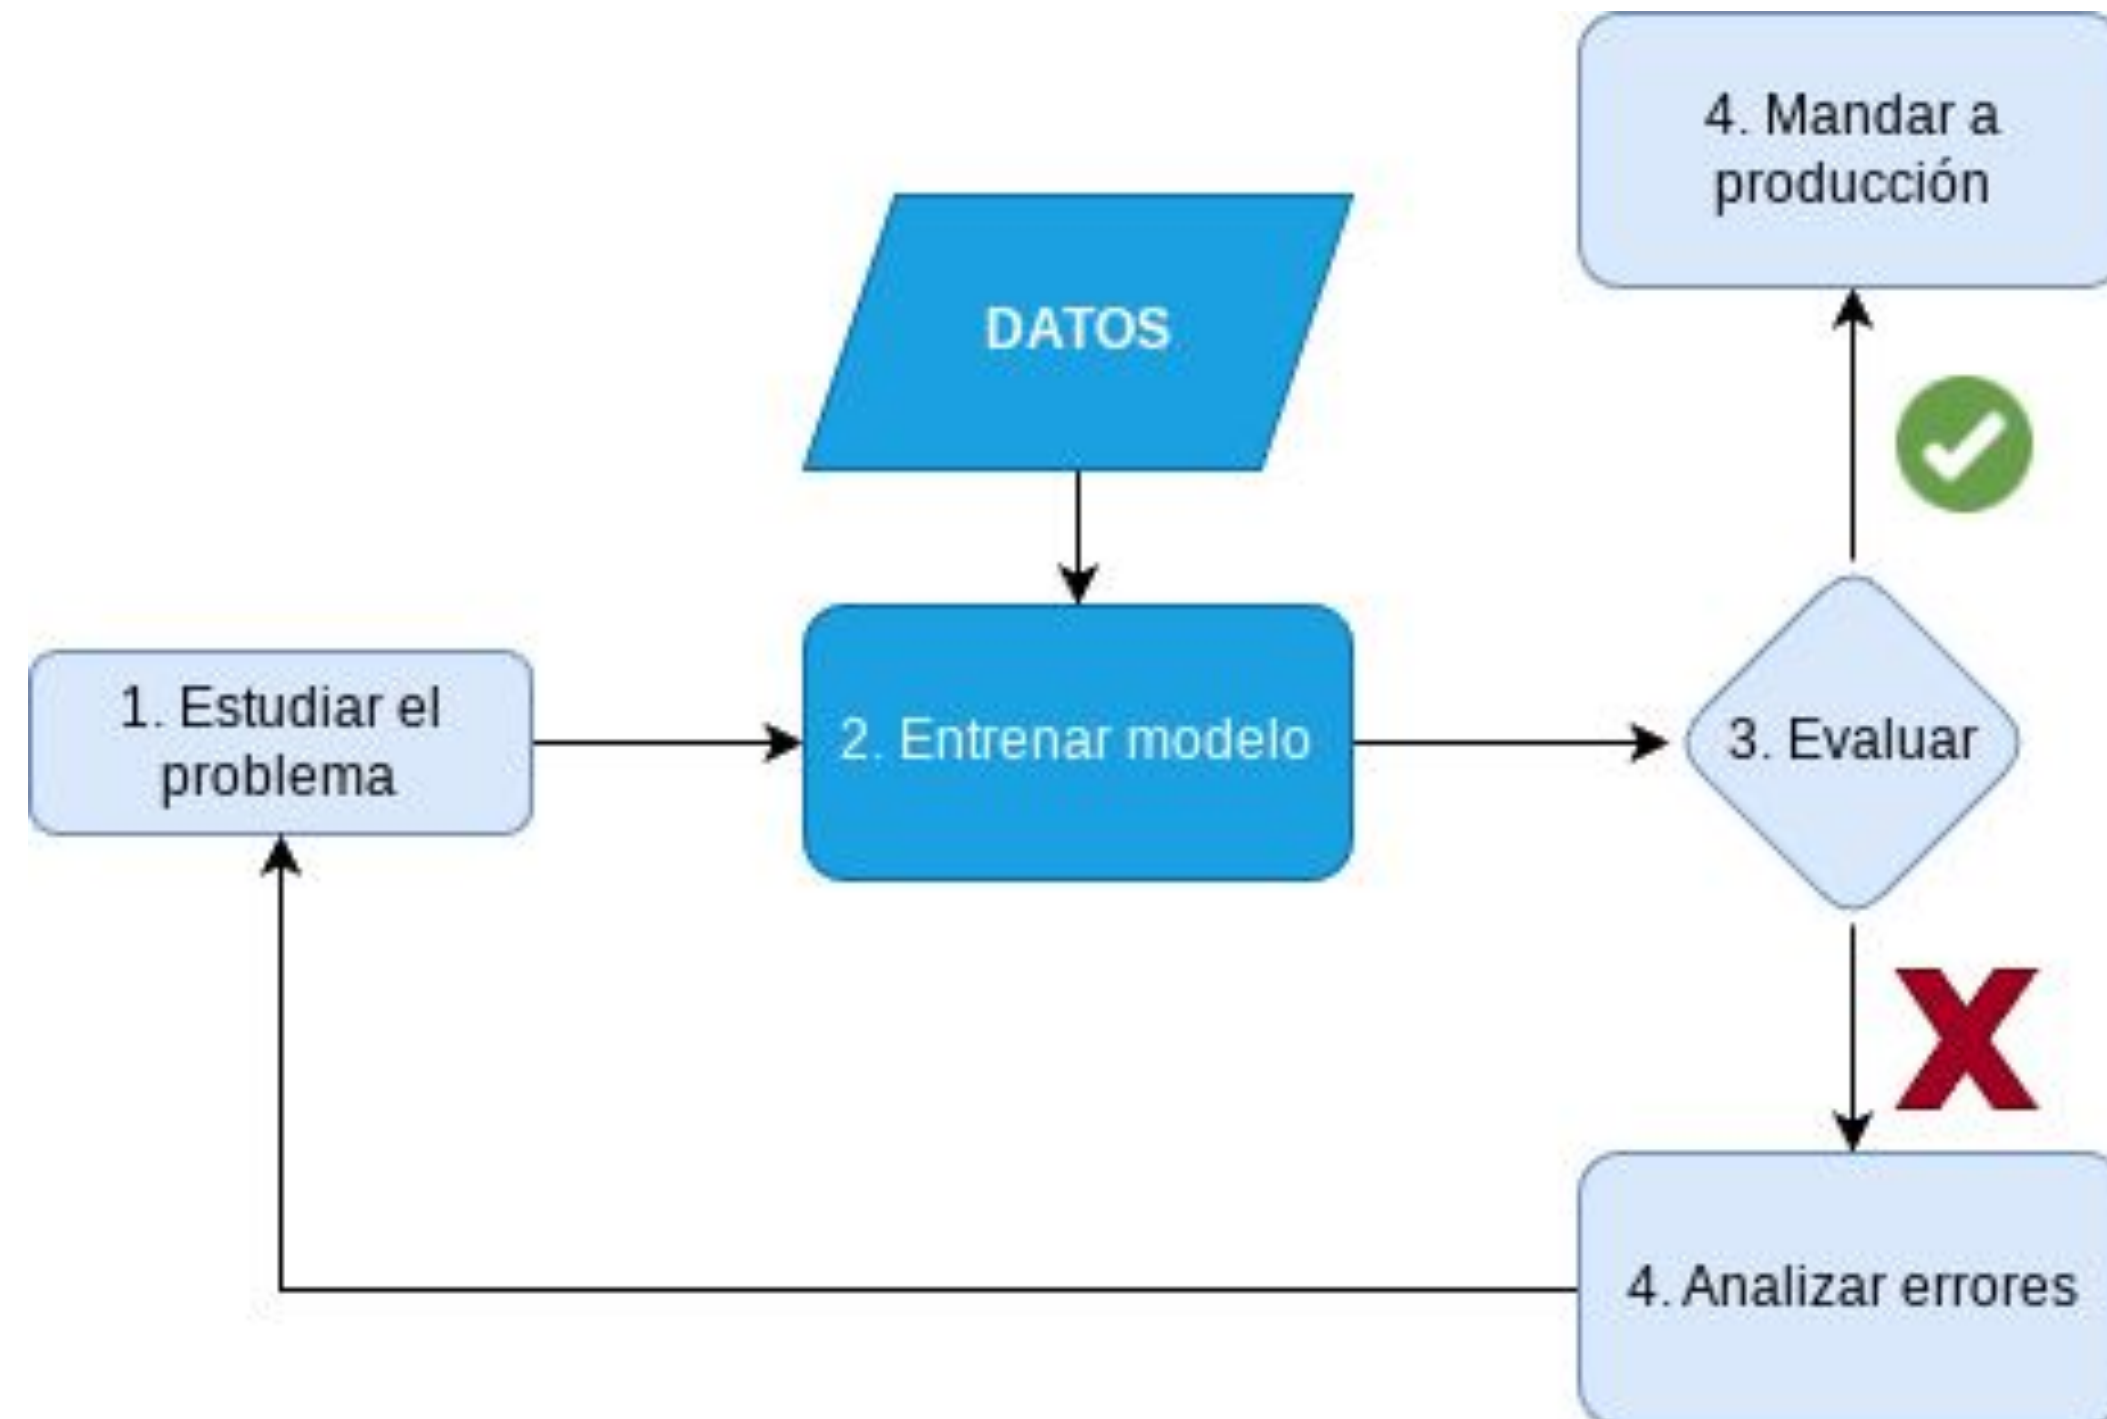 4. Mandar a
producción
DATOS
1. Estudiar el
problema
2. Entrenar modelo
3. Evaluar
4. Analizar errores